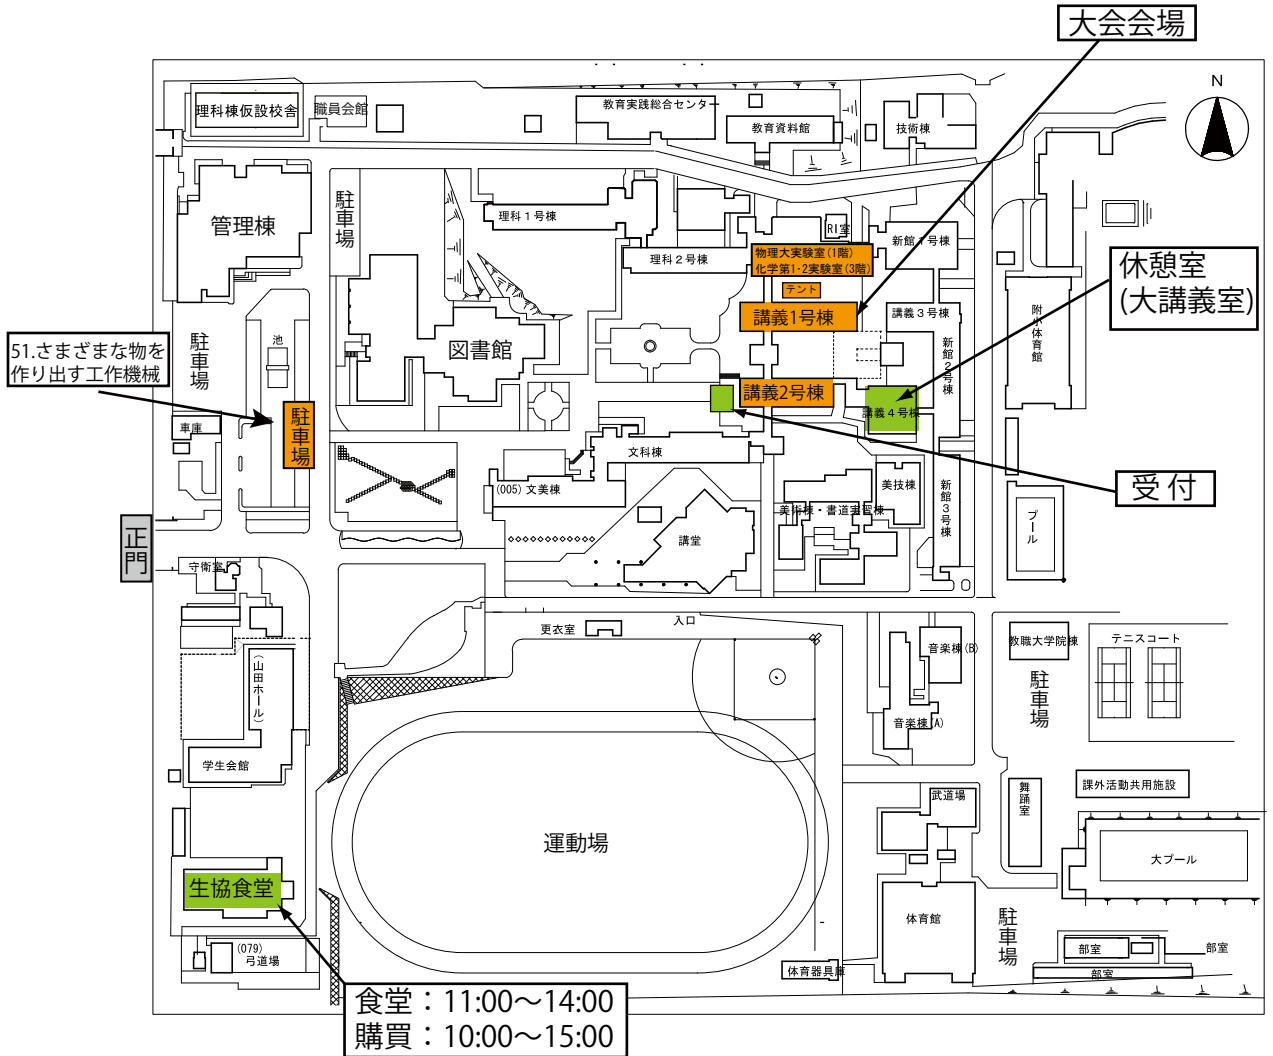 大会会場
N
理科棟仮設校舎
職員会館
教育実践総合センター
教育資料館
技術棟
管理棟
駐車場
理科１号棟
理科２号棟
RI室
新館１号棟
物理大実験室(1階)
化学第1・2実験室(3階)
テント
講義1号棟
講義３号棟
休憩室
(大講義室)
附小体育館
51.さまざまな物を
作り出す工作機械
駐車場
池
図書館
新館２号棟
講義2号棟
講義４号棟
駐車場
車庫
文科棟
(005) 文美棟
美技棟
美術棟・書道実習棟
新館３号棟
受 付
プール
正門
講堂
守衛室
更衣室
入口
音楽棟(B)
教職大学院棟
テニスコート
(山田ホール)
駐車場
音楽棟(A)
学生会館
武道場
舞踊室
課外活動共用施設
運動場
大プール
生協食堂
体育館
駐車場
(079)
弓道場
部室
部室
部室
体育器具庫
食堂：11:00～14:00
購買：10:00～15:00